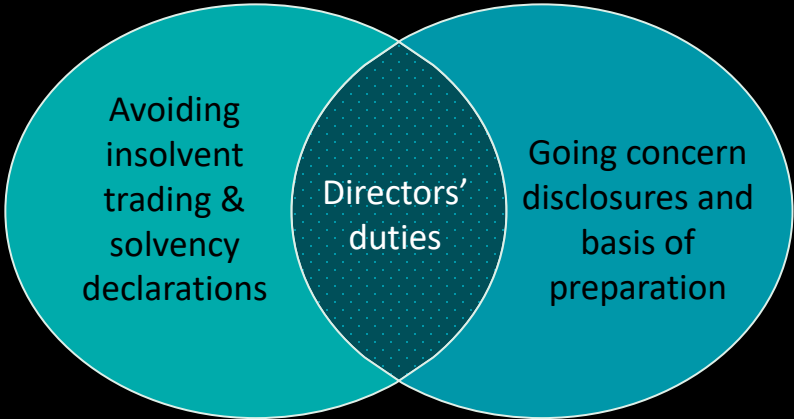 Avoiding
insolvent
trading &
solvency
declarations
Directors’
duties
Going concern
disclosures and
basis of
preparation